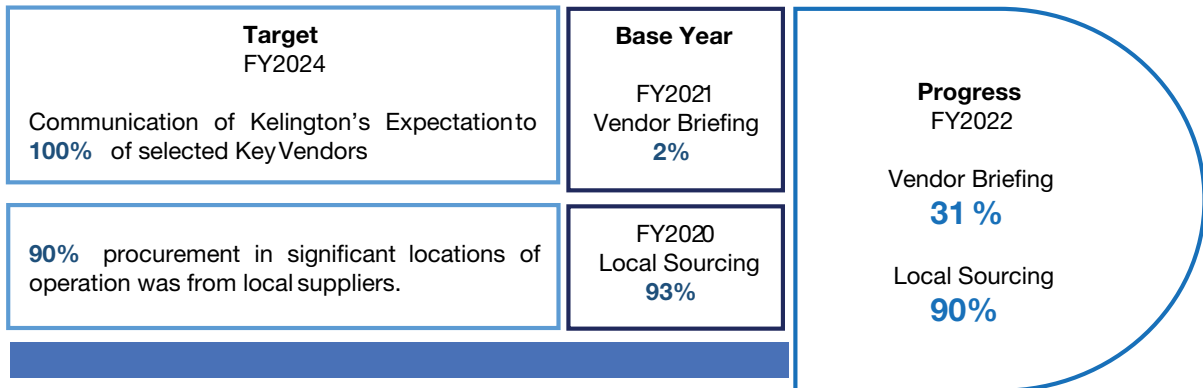 Target
FY2024
Communication of Kelington's Expectation to
100% of selected Key Vendors
90% procurement in significant locations of
operation was from local suppliers.
Base Year
FY2021
Vendor Briefing
2%
FY2020
Local Sourcing
93%
Progress
FY2022
Vendor Briefing
31 %
Local Sourcing
90%